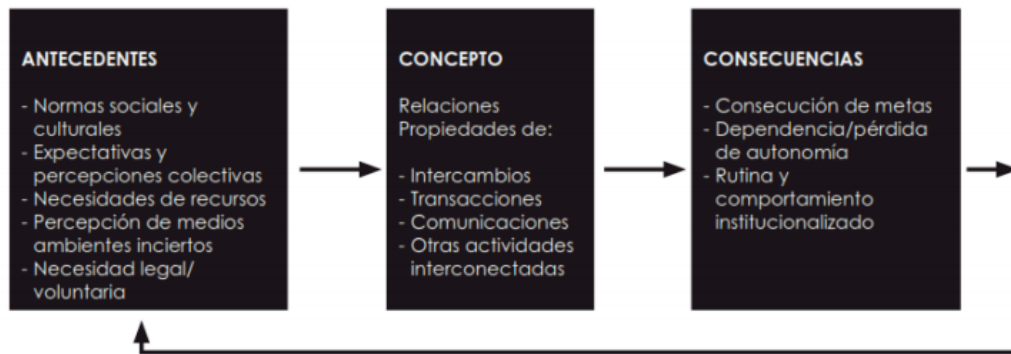 ANTECEDENTES
- Normas sociales y
culturales
- Expectativas y
percepciones colectivas
- Necesidades de recursos
- Percepción de medios
ambientes inciertos
- Necesidad legal/
voluntaria
CONCEPTO
Relaciones
Propiedades de:
- Intercambios
- Transacciones
- Comunicaciones
- Otras actividades
interconectadas
CONSECUENCIAS
- Consecución de metas
- Dependencia/pérdida
de autonomía
- Rutina y
comportamiento
institucionalizado